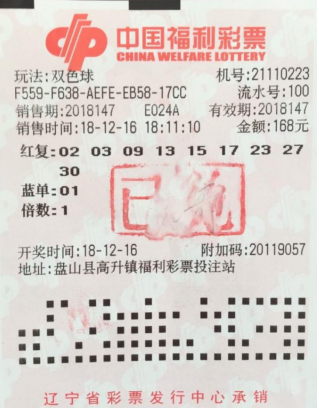 中国福利彩票
CHINA WELFARE LOTTERY
玩法:双色球 机号:21110223
F559-F638-AEFE-EB58-17CC 流水号:100
销售期:2018147 E024A 有效期:2018147
销售时间:18-12-16 18:11:10 金额:168元
红复:02 03 09 13 15 17 23 27
30
蓝单:01
倍数:1
已兑
开奖时间:18-12-16 附加码:20119057
地址:盘山县高升镇福利彩票投注站
辽宁省彩票发行中心承销